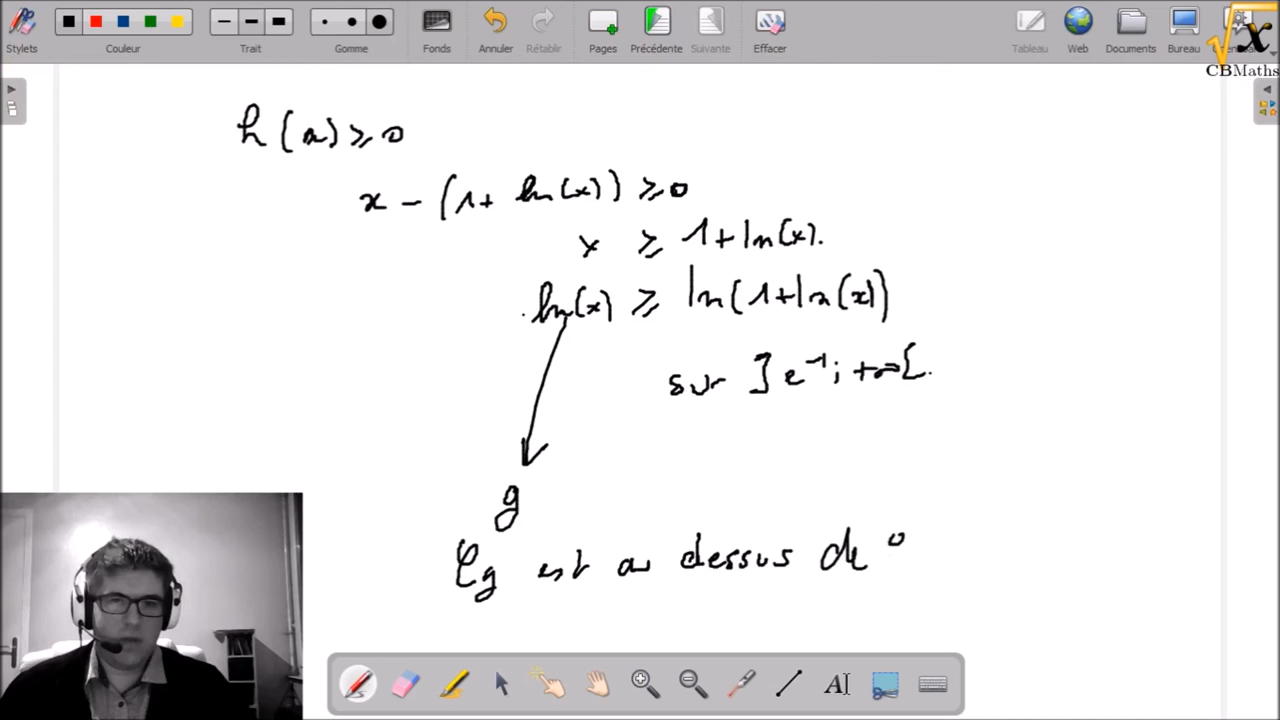 Stylets Couleur Trait Gomme Fonds Annuler Rétablir Pages Précédente Suivante Effacer Tableau Web Documents Bureau
√x
CBMaths
h(x) ⩾ 0
x - (1 + ln(x)) ⩾ 0
x ⩾ 1 + ln(x).
ln(x) ⩾ ln(1 + ln(x))
sur ]e⁻¹; +∞[.
g
Cg est au dessus de